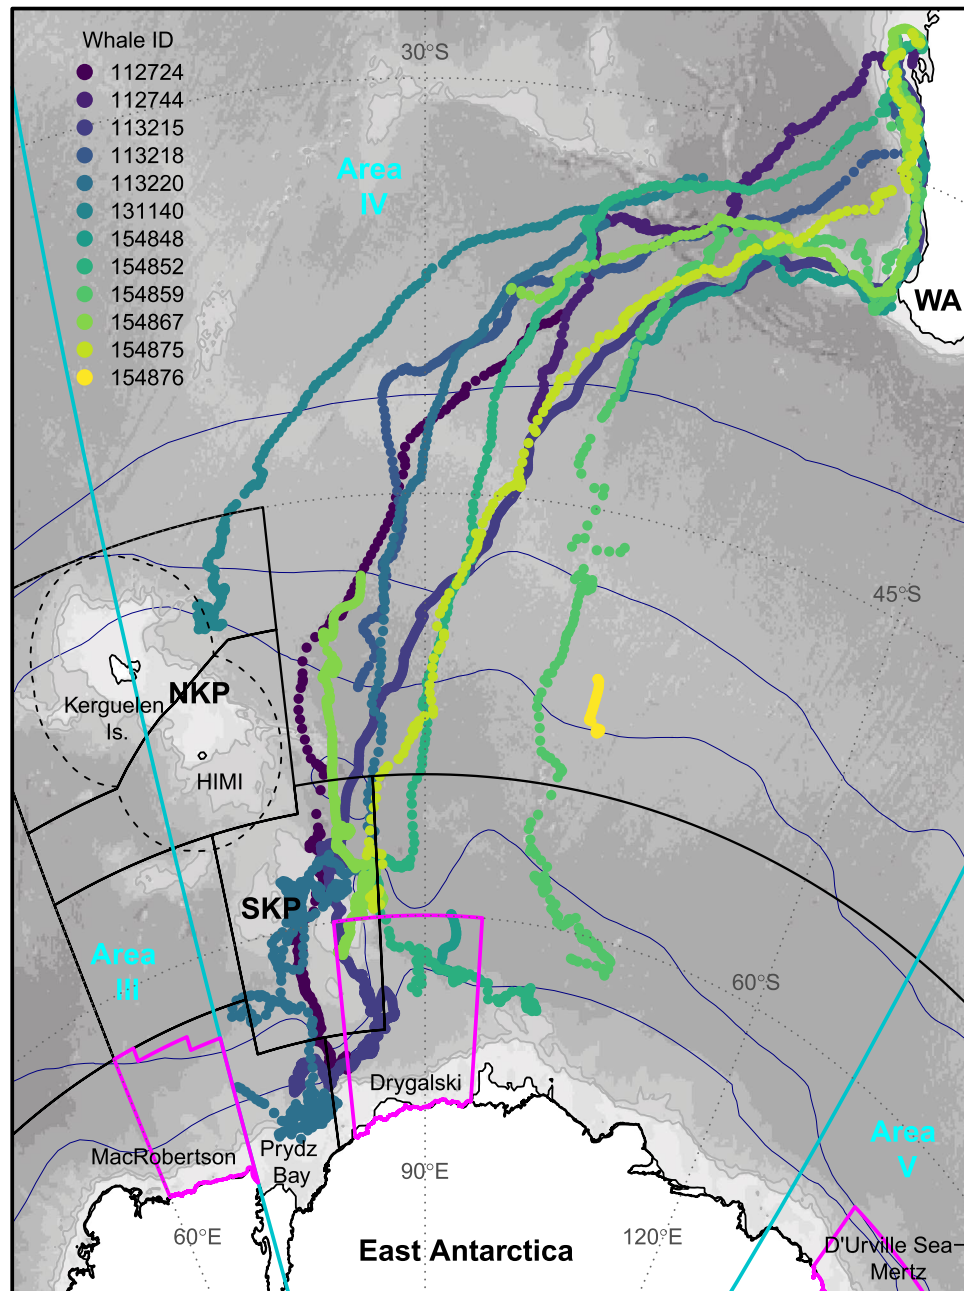 30°S
Whale ID
112724
112744
113215
113218
113220
131140
154848
154852
154859
154867
154875
154876
Area
IV
WA
45°S
NKP
Kerguelen
Is.
HIMI
SKP
Area
III
60°S
Drygalski
MacRobertson
Prydz
Bay
90°E
Area
V
60°E
East Antarctica
120°E
D'Urville Sea–
Mertz